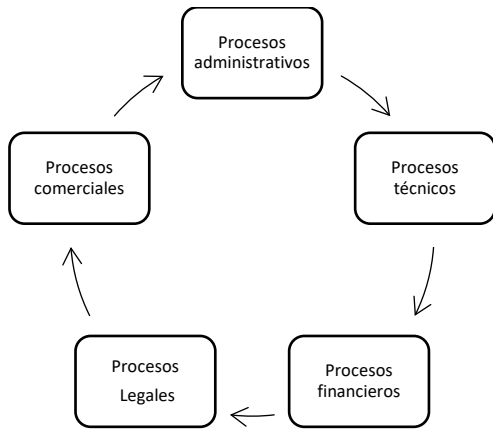 Procesos
administrativos
Procesos
técnicos
Procesos
financieros
Procesos
Legales
Procesos
comerciales